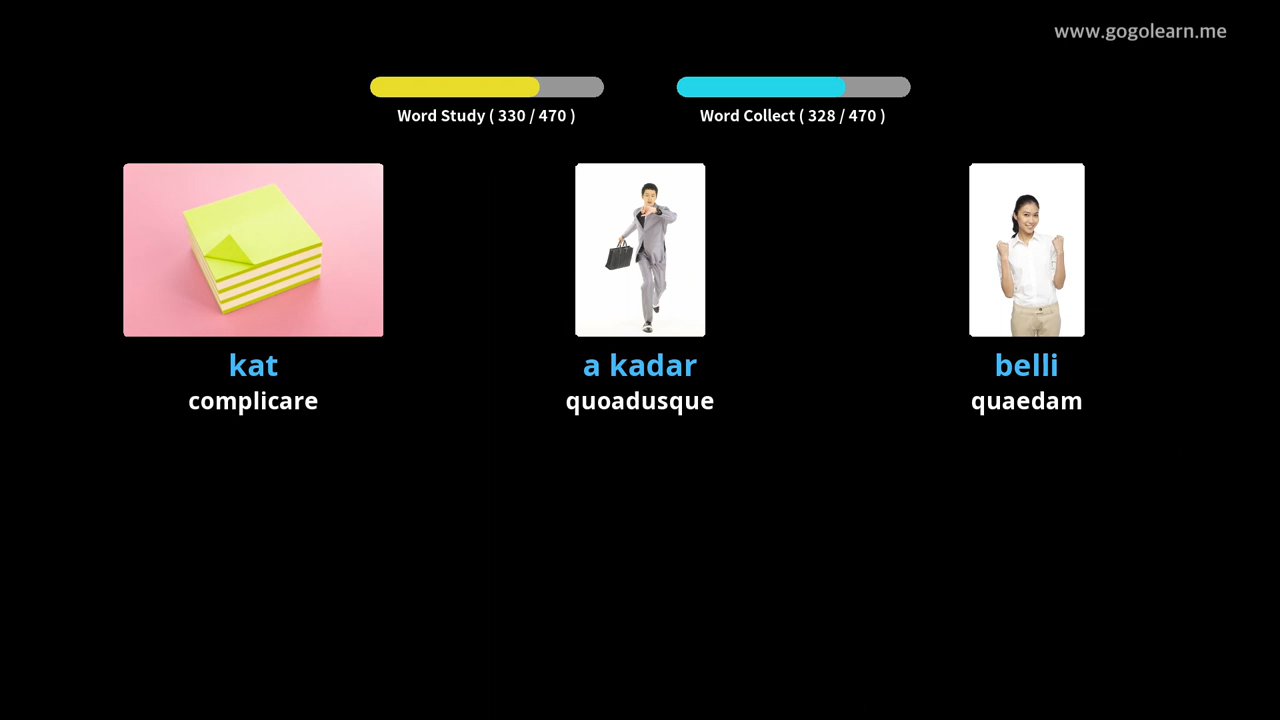 www.gogolearn.me
Word Study ( 330 / 470 )
Word Collect ( 328 / 470 )
kat
complicare
a kadar
quoadusque
belli
quaedam